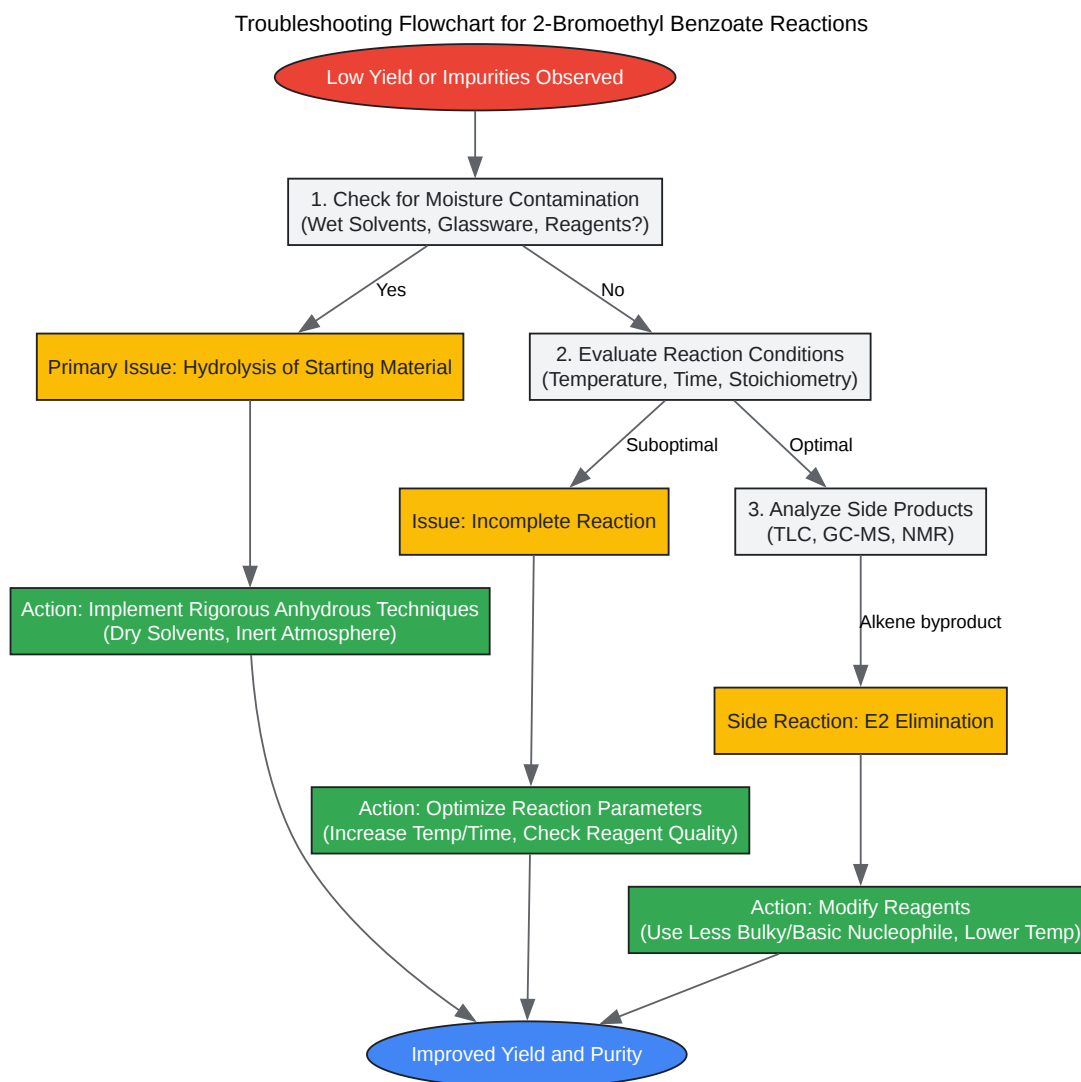 Troubleshooting Flowchart for 2-Bromoethyl Benzoate Reactions
Low Yield or Impurities Observed
1. Check for Moisture Contamination
(Wet Solvents, Glassware, Reagents?)
Yes
No
Primary Issue: Hydrolysis of Starting Material
2. Evaluate Reaction Conditions
(Temperature, Time, Stoichiometry)
Suboptimal
Optimal
Issue: Incomplete Reaction
3. Analyze Side Products
(TLC, GC-MS, NMR)
Action: Implement Rigorous Anhydrous Techniques
(Dry Solvents, Inert Atmosphere)
Alkene byproduct
Side Reaction: E2 Elimination
Action: Optimize Reaction Parameters
(Increase Temp/Time, Check Reagent Quality)
Action: Modify Reagents
(Use Less Bulky/Basic Nucleophile, Lower Temp)
Improved Yield and Purity